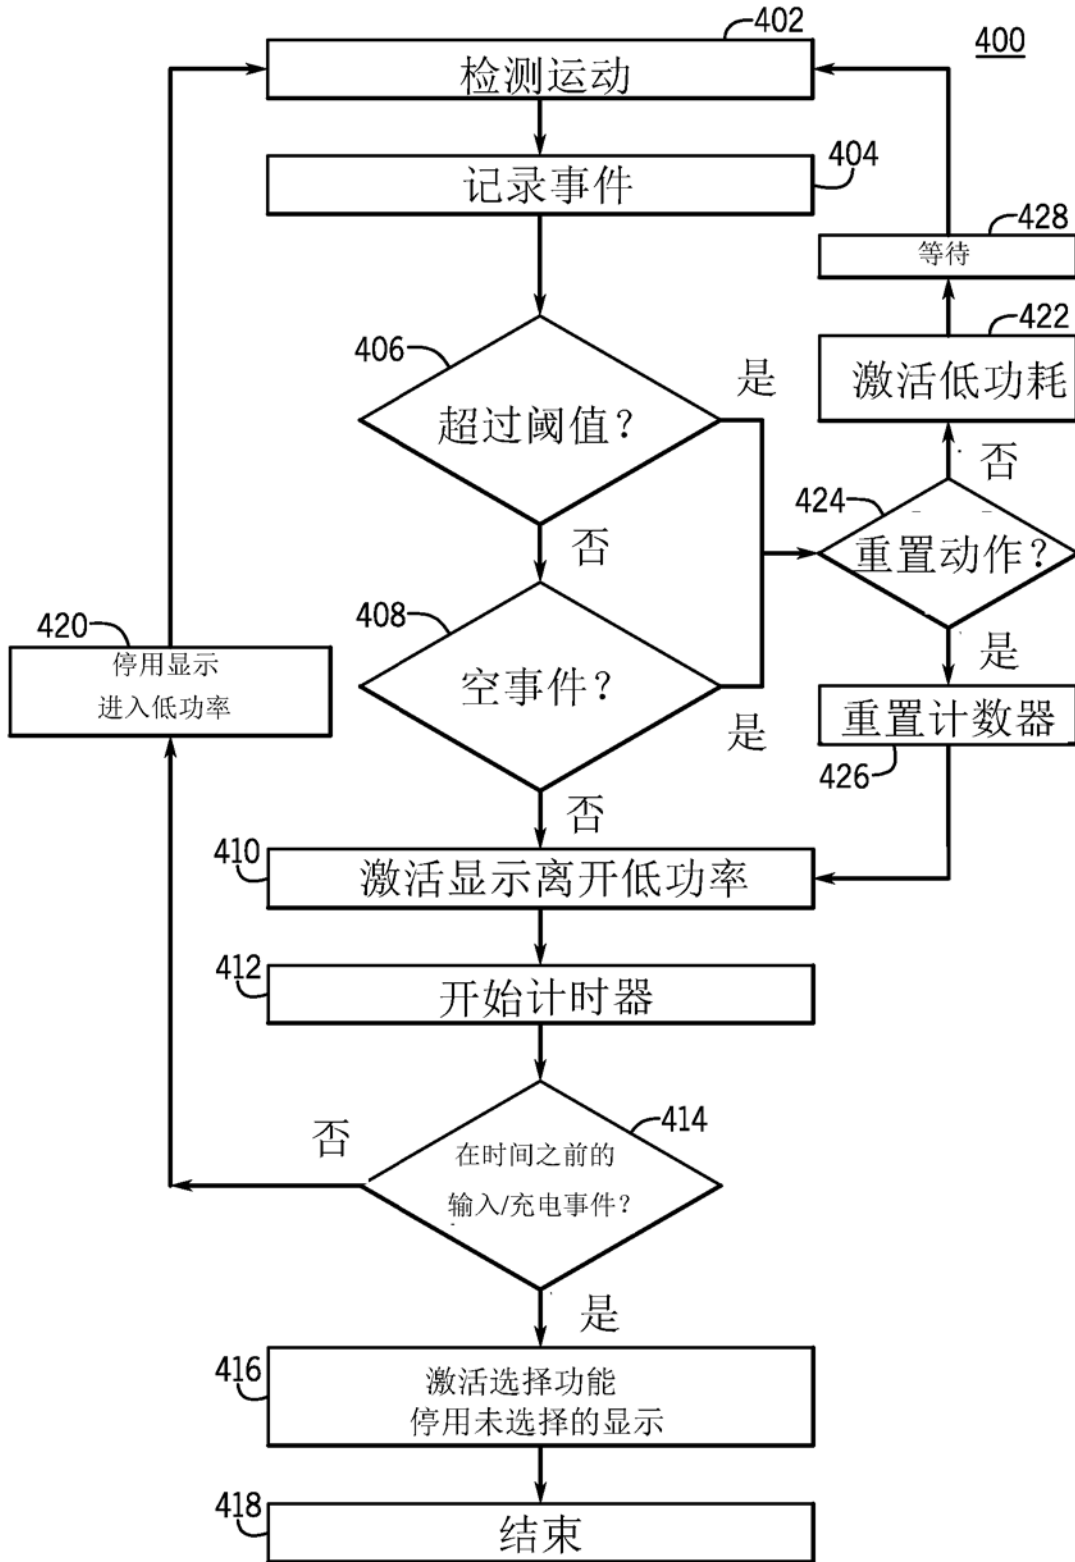 402
400
检测运动
404
记录事件
428
等待
422
406
是
激活低功耗
超过阈值？
否
424
重置动作？
否
408
420
是
停用显示
进入低功率
空事件？
是
重置计数器
426
否
410
激活显示离开低功率
412
开始计时器
414
否
在时间之前的
输入/充电事件？
是
416
激活选择功能
停用未选择的显示
418
结束